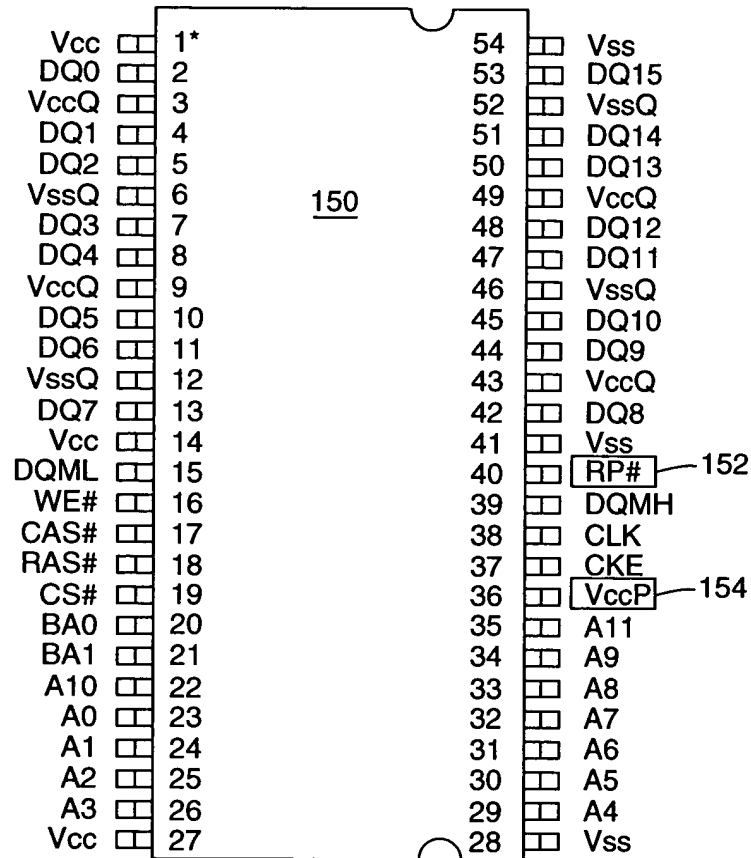 Vcc 1* 54 Vss
DQ0 2 53 DQ15
VccQ 3 52 VssQ
DQ1 4 51 DQ14
DQ2 5 50 DQ13
VssQ 6 150 49 VccQ
DQ3 7 48 DQ12
DQ4 8 47 DQ11
VccQ 9 46 VssQ
DQ5 10 45 DQ10
DQ6 11 44 DQ9
VssQ 12 43 VccQ
DQ7 13 42 DQ8
Vcc 14 41 Vss
DQML 15 40 RP# 152
WE# 16 39 DQMH
CAS# 17 38 CLK
RAS# 18 37 CKE
CS# 19 36 VccP 154
BA0 20 35 A11
BA1 21 34 A9
A10 22 33 A8
A0 23 32 A7
A1 24 31 A6
A2 25 30 A5
A3 26 29 A4
Vcc 27 28 Vss